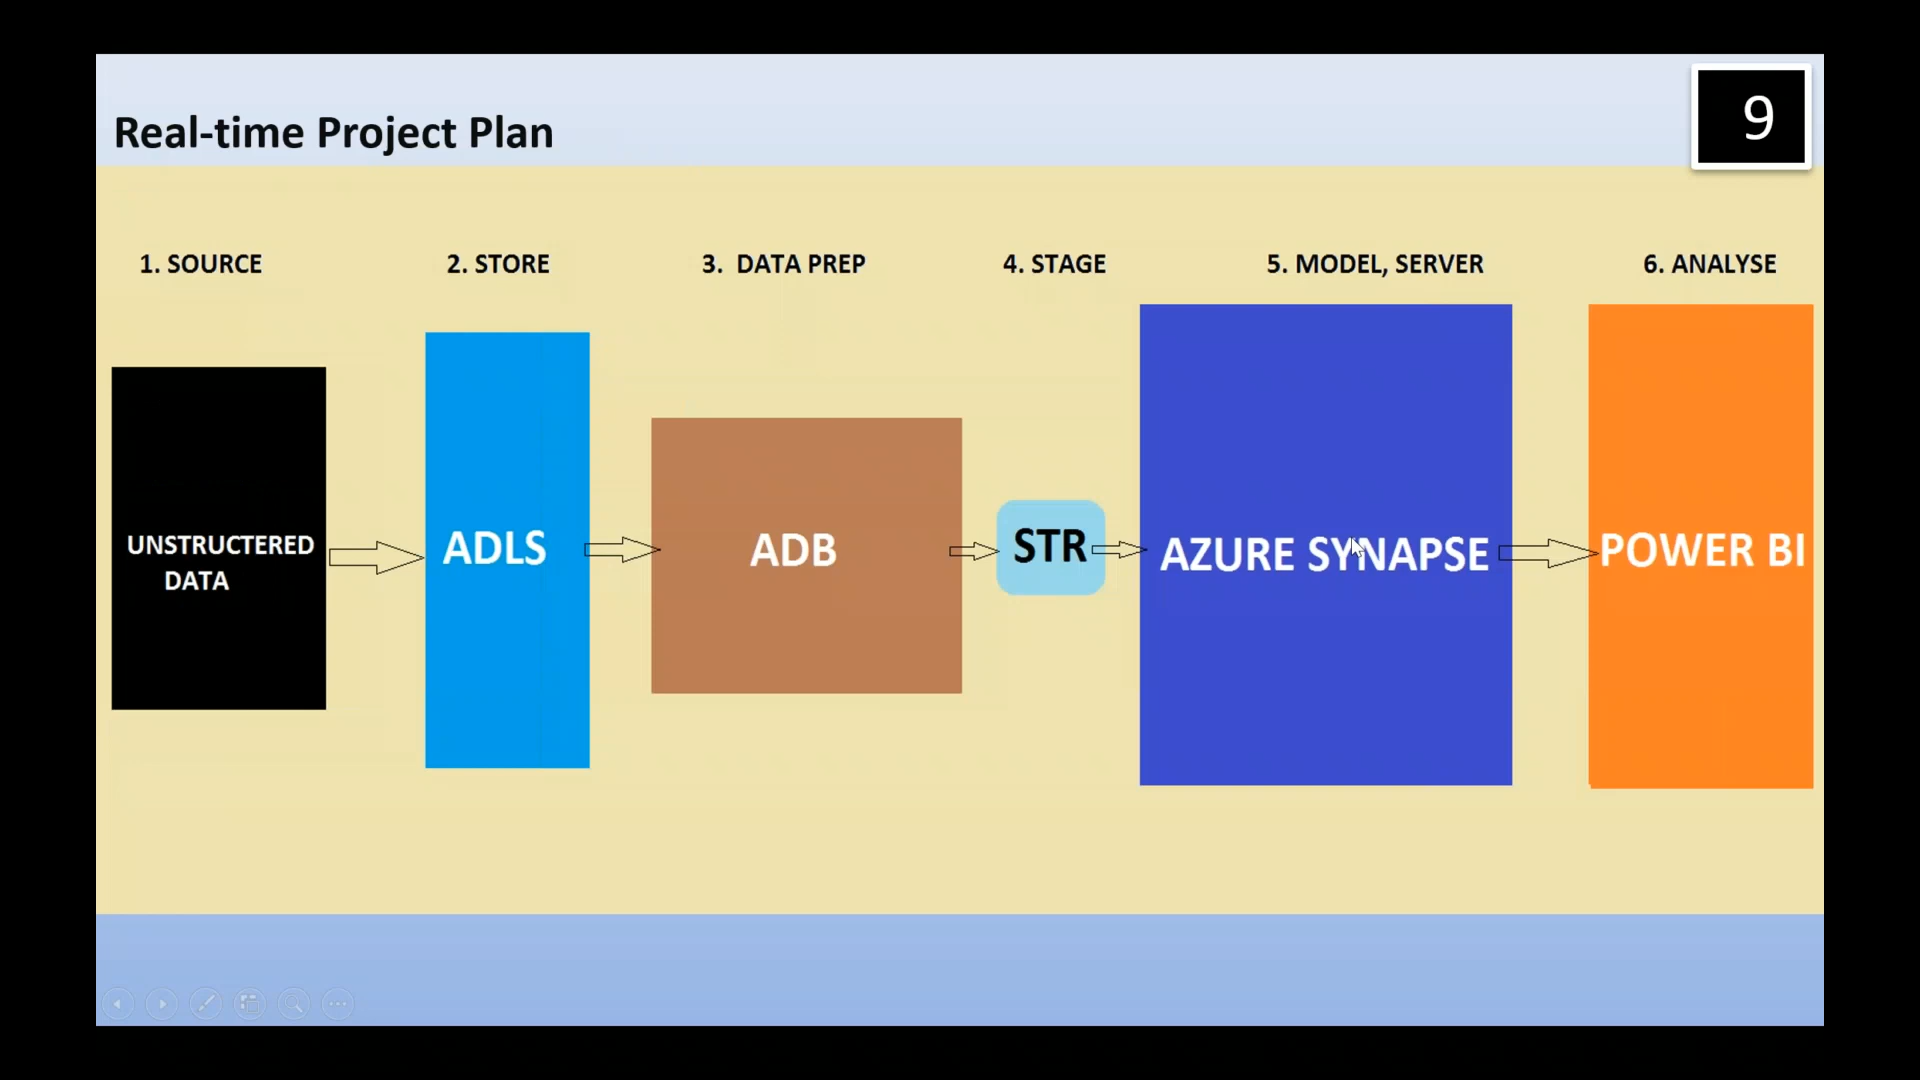 Real-time Project Plan
9
1. SOURCE
2. STORE
3. DATA PREP
4. STAGE
5. MODEL, SERVER
6. ANALYSE
UNSTRUCTERED
DATA
ADLS
ADB
STR
AZURE SYNAPSE
POWER BI